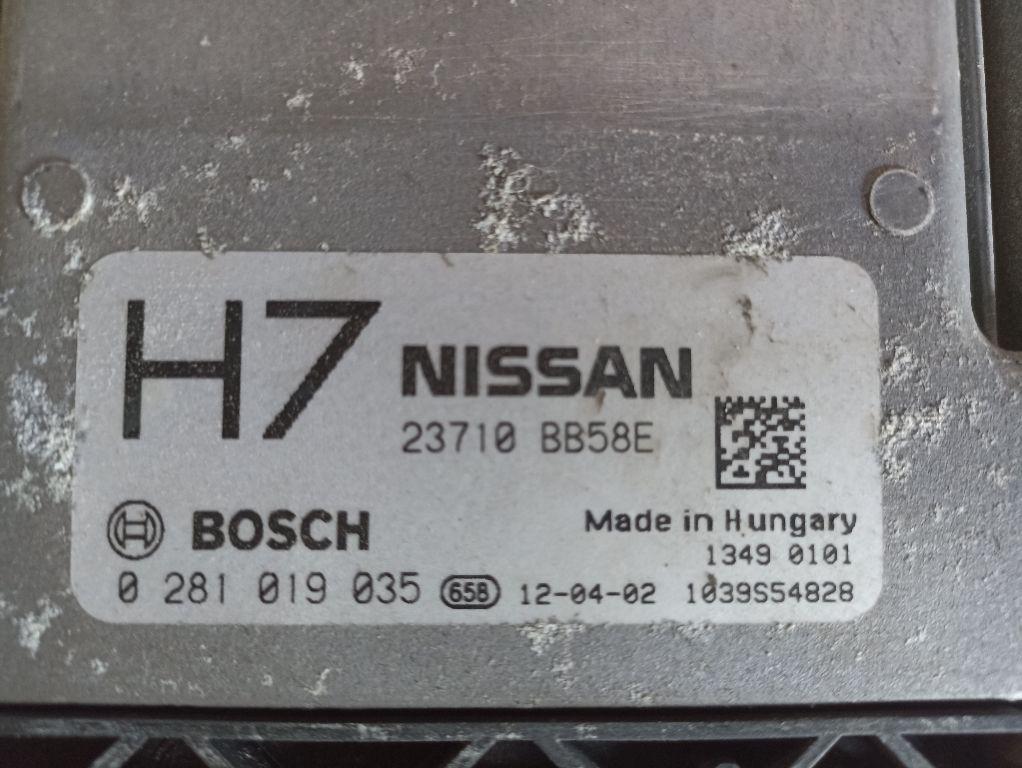 H7
NISSAN
23710 BB58E
BOSCH
Made in Hungary
1349 0101
0 281 019 035 658 12-04-02 1039S54828